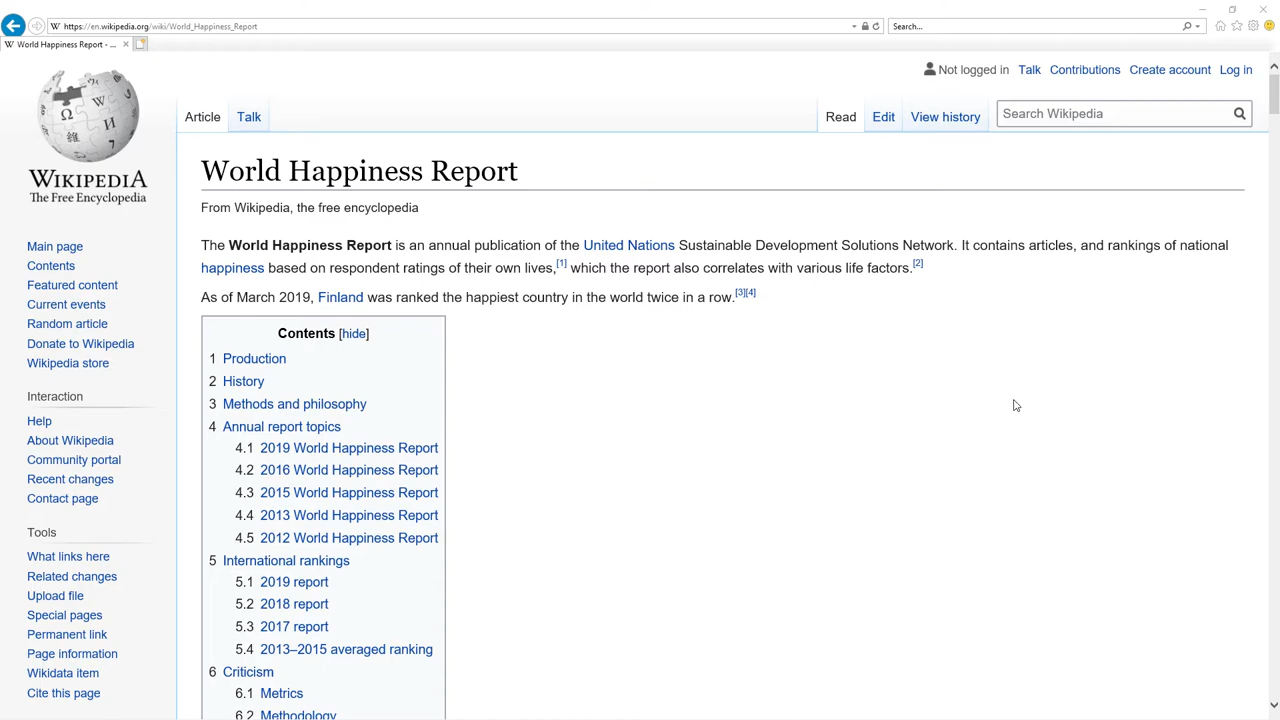 https://en.wikipedia.org/wiki/World_Happiness_Report
Search...
World Happiness Report - ...
Not logged in Talk Contributions Create account Log in
Article Talk Read Edit View history Search Wikipedia
WIKIPEDIA
The Free Encyclopedia
Main page
Contents
Featured content
Current events
Random article
Donate to Wikipedia
Wikipedia store
Interaction
Help
About Wikipedia
Community portal
Recent changes
Contact page
Tools
What links here
Related changes
Upload file
Special pages
Permanent link
Page information
Wikidata item
Cite this page
World Happiness Report
From Wikipedia, the free encyclopedia
The World Happiness Report is an annual publication of the United Nations Sustainable Development Solutions Network. It contains articles, and rankings of national
happiness based on respondent ratings of their own lives,[1] which the report also correlates with various life factors.[2]
As of March 2019, Finland was ranked the happiest country in the world twice in a row.[3][4]
Contents [hide]
1 Production
2 History
3 Methods and philosophy
4 Annual report topics
4.1 2019 World Happiness Report
4.2 2016 World Happiness Report
4.3 2015 World Happiness Report
4.4 2013 World Happiness Report
4.5 2012 World Happiness Report
5 International rankings
5.1 2019 report
5.2 2018 report
5.3 2017 report
5.4 2013–2015 averaged ranking
6 Criticism
6.1 Metrics
6.2 Methodology